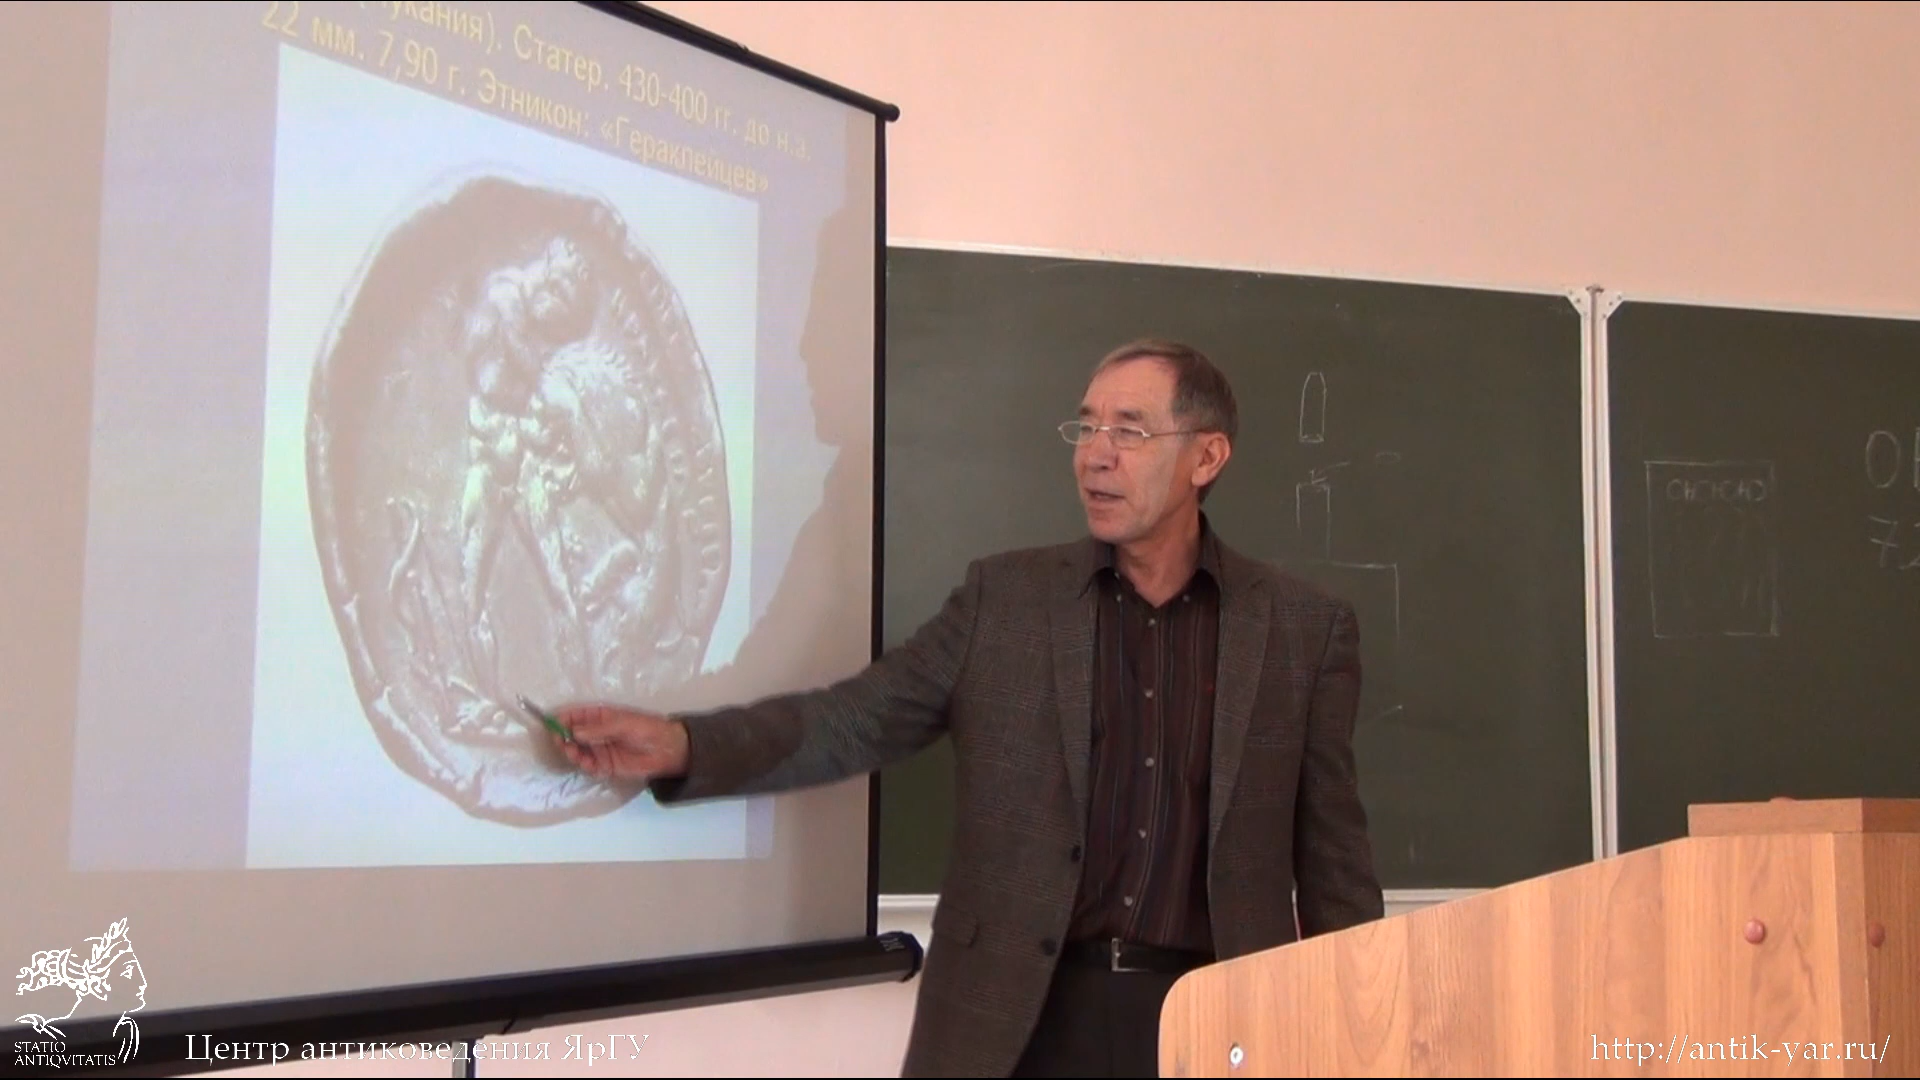 (Лукания). Статер. 430-400 гг. до н.э.
22 мм. 7,90 г. Этникон: «Гераклейцев»
STATIO
ANTIQVITATIS
Центр антиковедения ЯрГУ
http://antik-yar.ru/